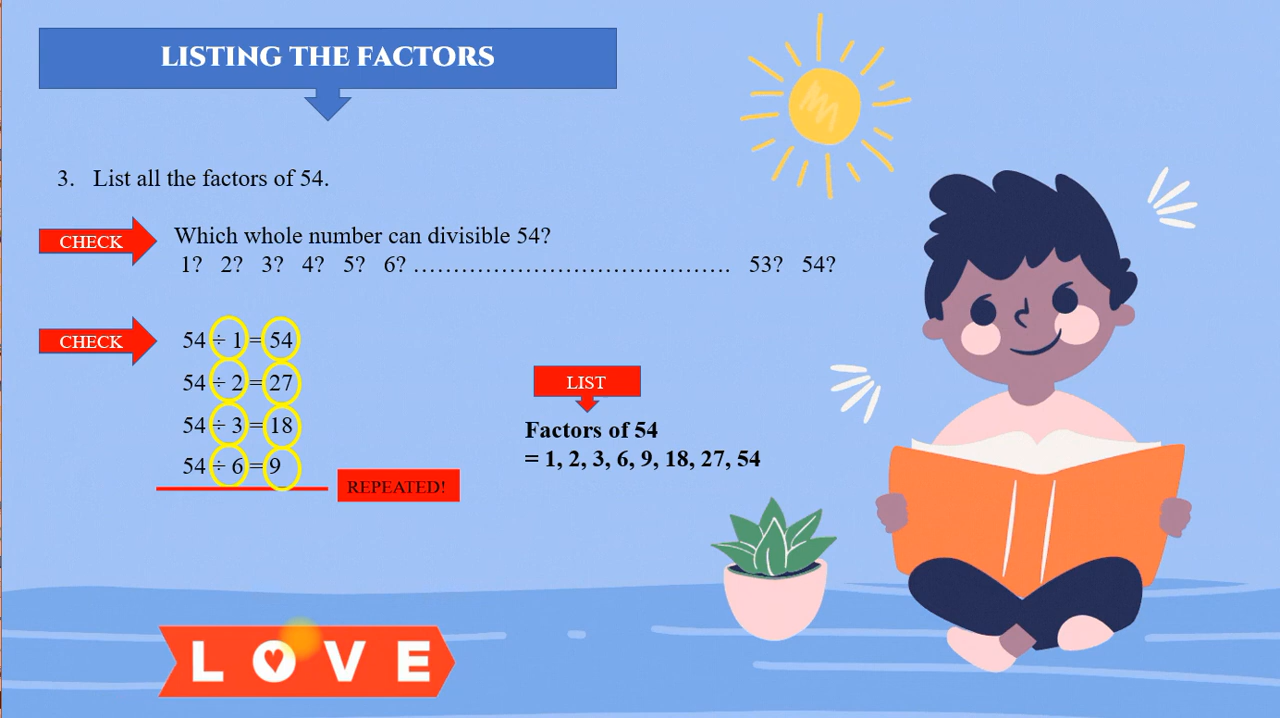 LISTING THE FACTORS
3. List all the factors of 54.
CHECK
Which whole number can divisible 54?
1? 2? 3? 4? 5? 6? ........................................ 53? 54?
CHECK
54 ÷ 1 = 54
54 ÷ 2 = 27
54 ÷ 3 = 18
54 ÷ 6 = 9
REPEATED!
LIST
Factors of 54
= 1, 2, 3, 6, 9, 18, 27, 54
LOVE